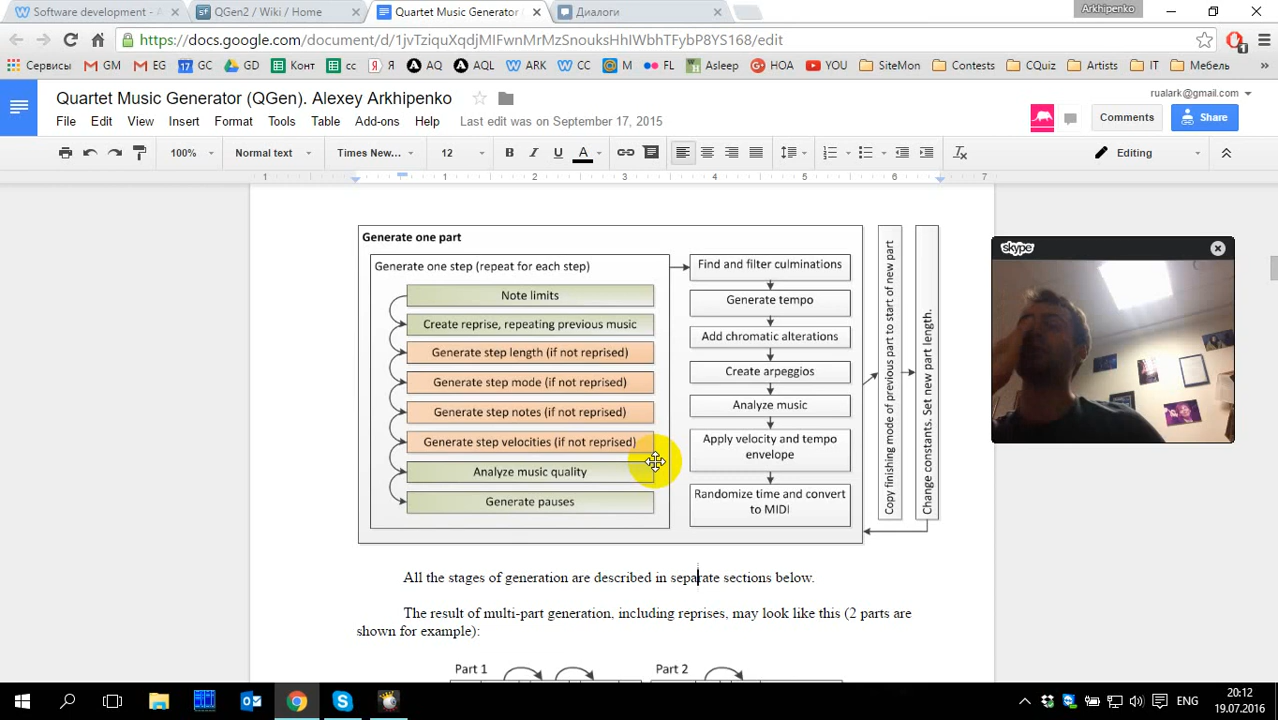 Software development - A
QGen2 / Wiki / Home
Quartet Music Generator
Диалоги
Arkhipenko
https://docs.google.com/document/d/1jvTziquXqdjMIFwnMrMzSnouksHhIWbhTFybP8YS168/edit
Сервисы
GM
EG
17 GC
GD
Конт
сс
Я Я
AQ
AQL
ARK
CC
@ M
FL
Asleep
HOA
YOU
SiteMon
Contests
CQuiz
Artists
IT
Мебель
Quartet Music Generator (QGen). Alexey Arkhipenko
rualark@gmail.com
File Edit View Insert Format Tools Table Add-ons Help Last edit was on September 17, 2015
Comments
Share
100% Normal text Times New... 12 B I U A Editing
1 1 2 3 4 5 6 7
Generate one part
Generate one step (repeat for each step)
Note limits
Create reprise, repeating previous music
Generate step length (if not reprised)
Generate step mode (if not reprised)
Generate step notes (if not reprised)
Generate step velocities (if not reprised)
Analyze music quality
Generate pauses
Find and filter culminations
Generate tempo
Add chromatic alterations
Create arpeggios
Analyze music
Apply velocity and tempo
envelope
Randomize time and convert
to MIDI
Copy finishing mode of previous part to start of new part
Change constants. Set new part length.
skype
All the stages of generation are described in separate sections below.
The result of multi-part generation, including reprises, may look like this (2 parts are
shown for example):
Part 1
Part 2
ENG
20:12
19.07.2016